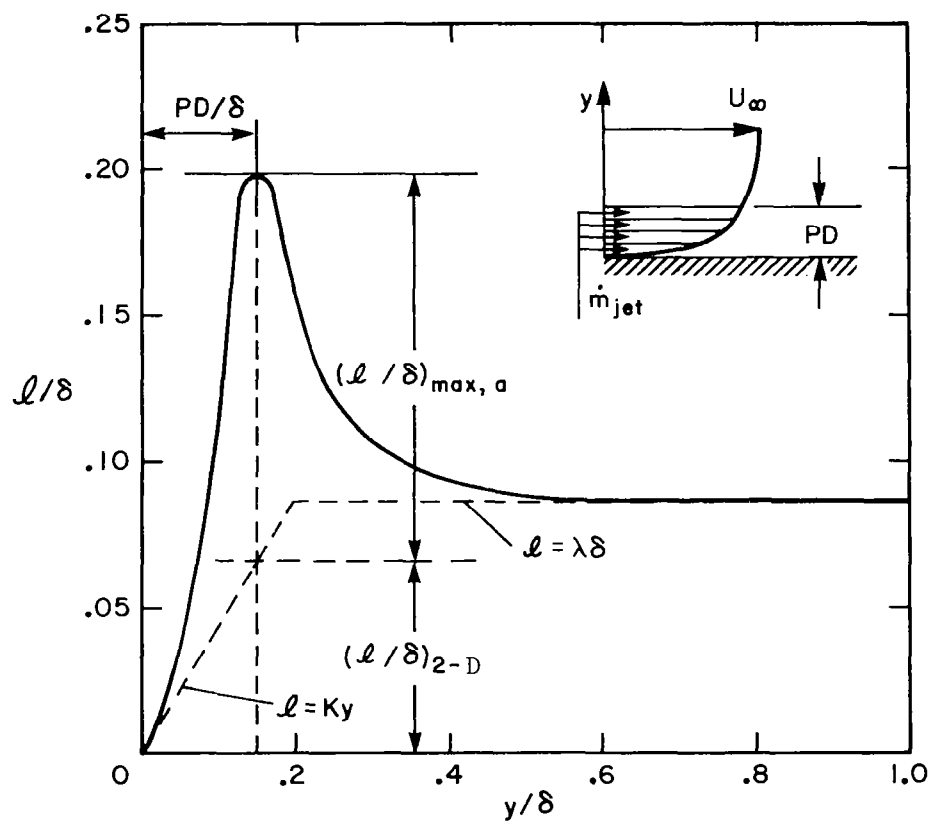 .25
PD/δ
y
U∞
.20
PD
ṁjet
.15
(ℓ/δ)max, a
ℓ/δ
.10
ℓ = λδ
.05
(ℓ/δ)2-D
ℓ = Ky
0
.2
.4
.6
.8
1.0
y/δ